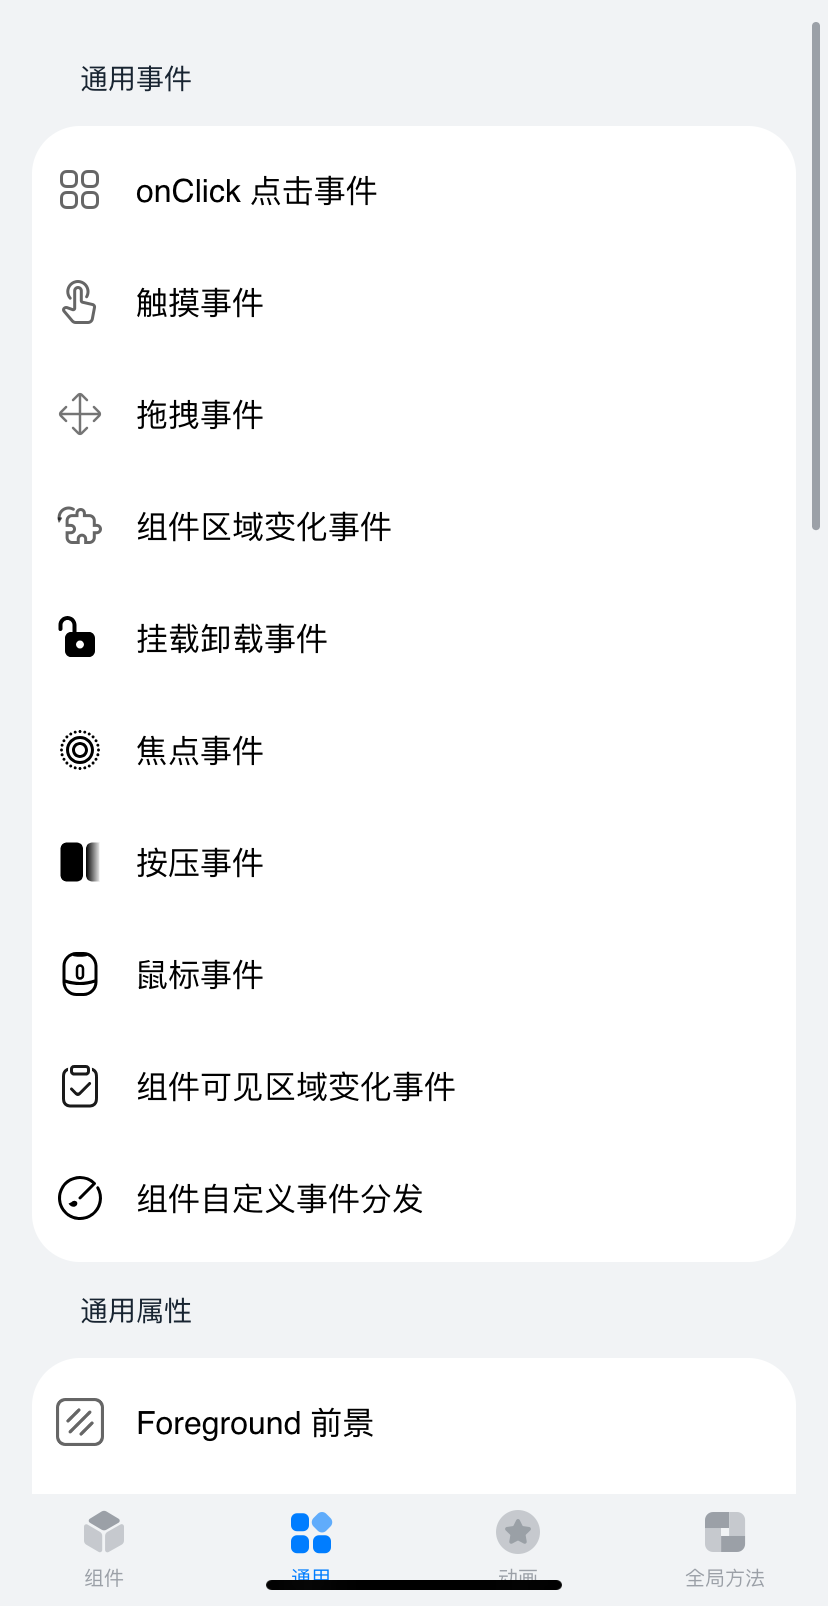 通用事件
onClick 点击事件
触摸事件
拖拽事件
组件区域变化事件
挂载卸载事件
焦点事件
按压事件
鼠标事件
组件可见区域变化事件
组件自定义事件分发
通用属性
Foreground 前景
组件
通用
动画
全局方法